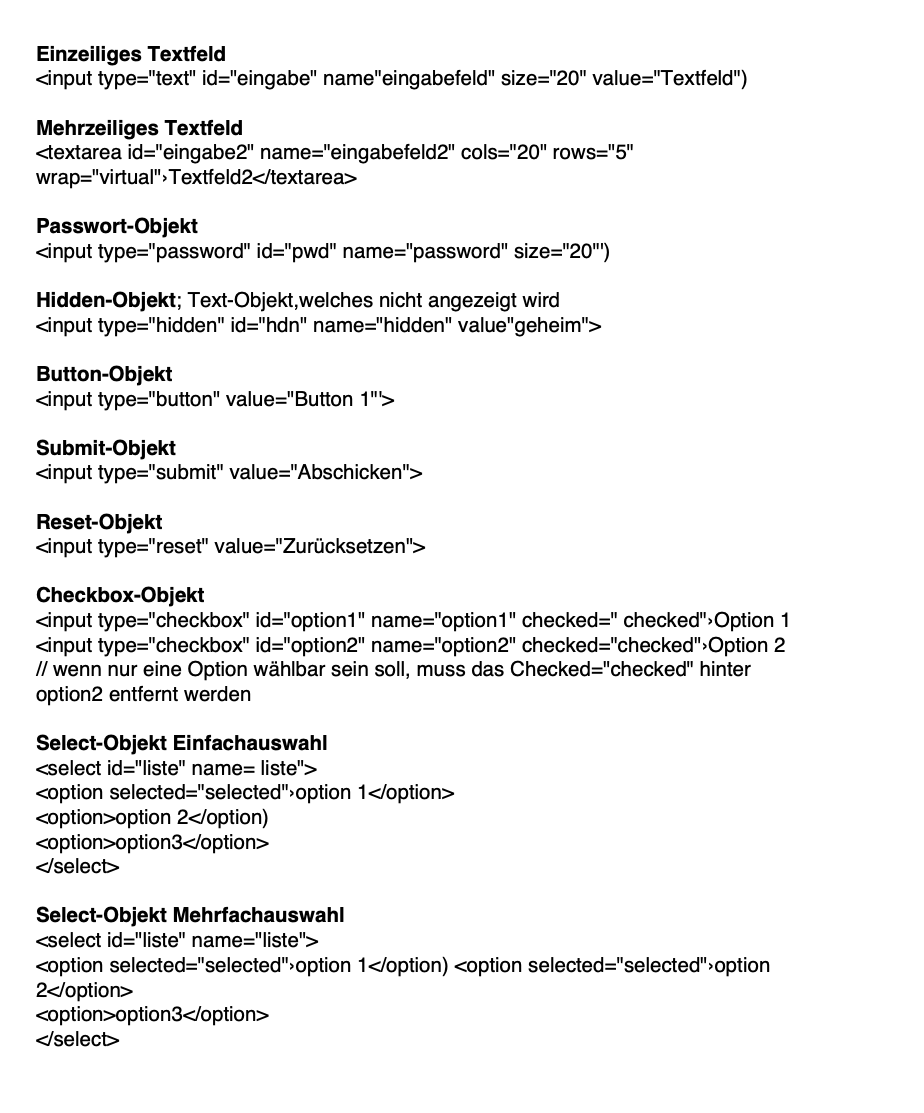 Einzeiliges Textfeld
<input type="text" id="eingabe" name"eingabefeld" size="20" value="Textfeld")
Mehrzeiliges Textfeld
<textarea id="eingabe2" name="eingabefeld2" cols="20" rows="5"
wrap="virtual"›Textfeld2</textarea>
Passwort-Objekt
<input type="password" id="pwd" name="password" size="20"')
Hidden-Objekt; Text-Objekt,welches nicht angezeigt wird
<input type="hidden" id="hdn" name="hidden" value"geheim">
Button-Objekt
<input type="button" value="Button 1"'>
Submit-Objekt
<input type="submit" value="Abschicken">
Reset-Objekt
<input type="reset" value="Zurücksetzen">
Checkbox-Objekt
<input type="checkbox" id="option1" name="option1" checked=" checked"›Option 1
<input type="checkbox" id="option2" name="option2" checked="checked"›Option 2
// wenn nur eine Option wählbar sein soll, muss das Checked="checked" hinter
option2 entfernt werden
Select-Objekt Einfachauswahl
<select id="liste" name= liste">
<option selected="selected"›option 1</option>
<option>option 2</option)
<option>option3</option>
</select>
Select-Objekt Mehrfachauswahl
<select id="liste" name="liste">
<option selected="selected"›option 1</option) <option selected="selected"›option
2</option>
<option>option3</option>
</select>